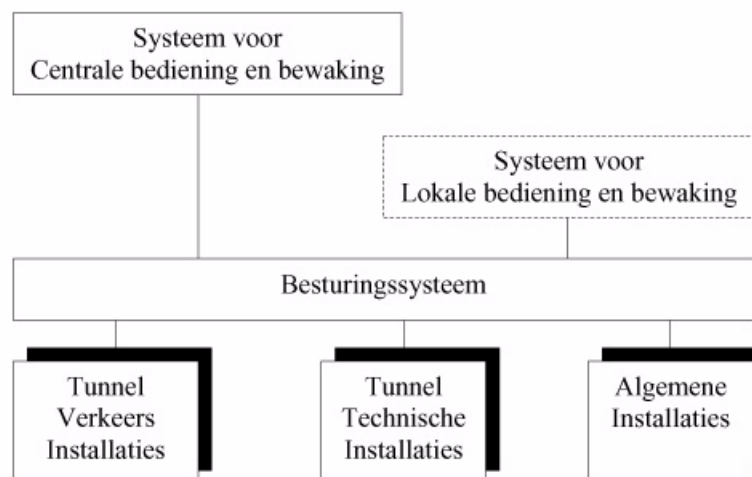 Systeem voor
Centrale bediening en bewaking
Systeem voor
Lokale bediening en bewaking
Besturingssysteem
Tunnel
Verkeers
Installaties
Tunnel
Technische
Installaties
Algemene
Installaties